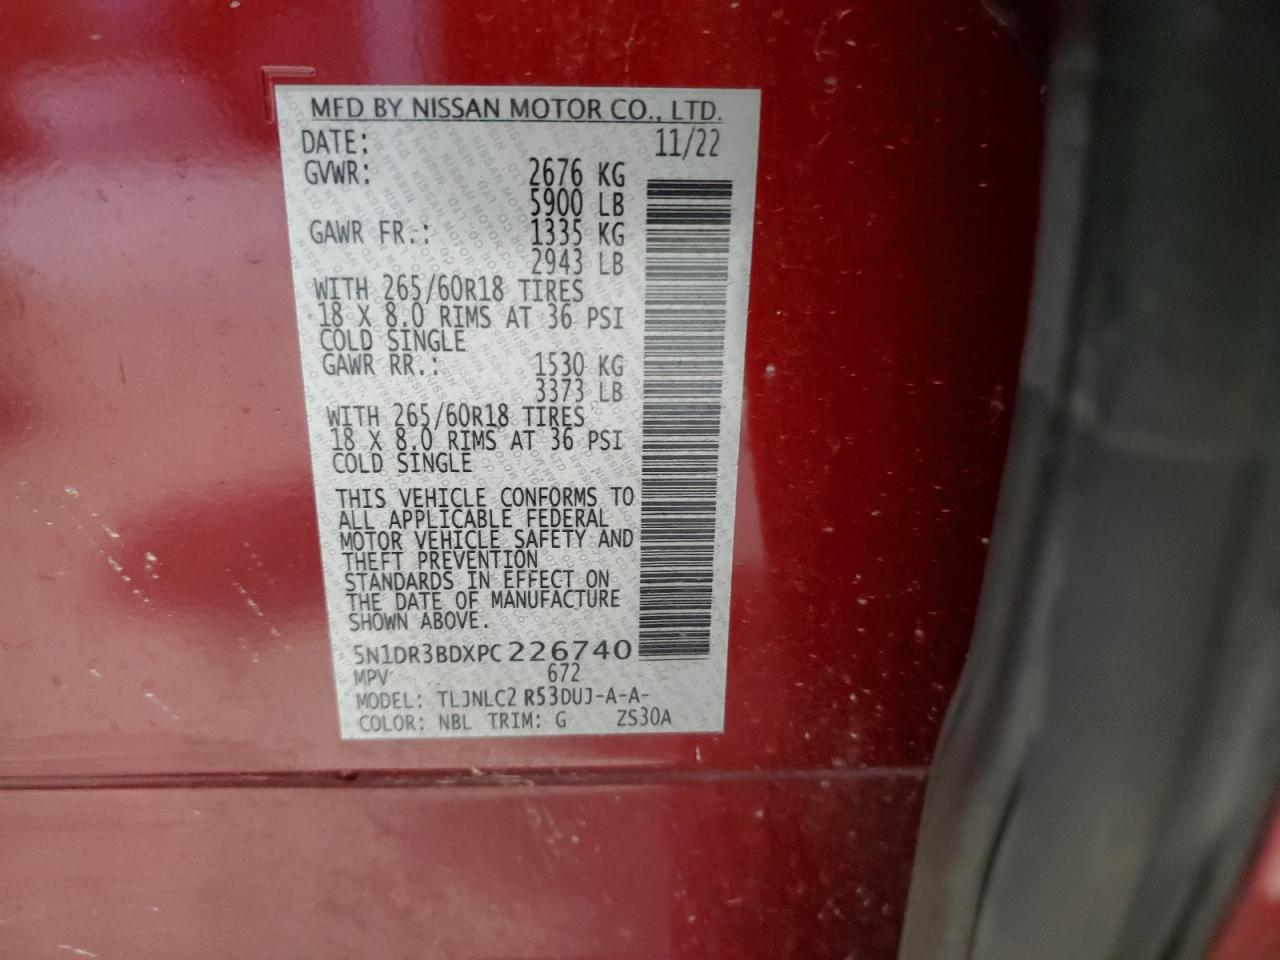 MFD BY NISSAN MOTOR CO., LTD.
DATE: 11/22
GVWR: 2676 KG
5900 LB
GAWR FR.: 1335 KG
2943 LB
WITH 265/60R18 TIRES
18 X 8.0 RIMS AT 36 PSI
COLD SINGLE
GAWR RR.: 1530 KG
3373 LB
WITH 265/60R18 TIRES
18 X 8.0 RIMS AT 36 PSI
COLD SINGLE
THIS VEHICLE CONFORMS TO
ALL APPLICABLE FEDERAL
MOTOR VEHICLE SAFETY AND
THEFT PREVENTION
STANDARDS IN EFFECT ON
THE DATE OF MANUFACTURE
SHOWN ABOVE.
5N1DR3BDXPC226740
MPV 672
MODEL: TLJNLC2 R53DUJ-A-A-
COLOR: NBL TRIM: G ZS30A